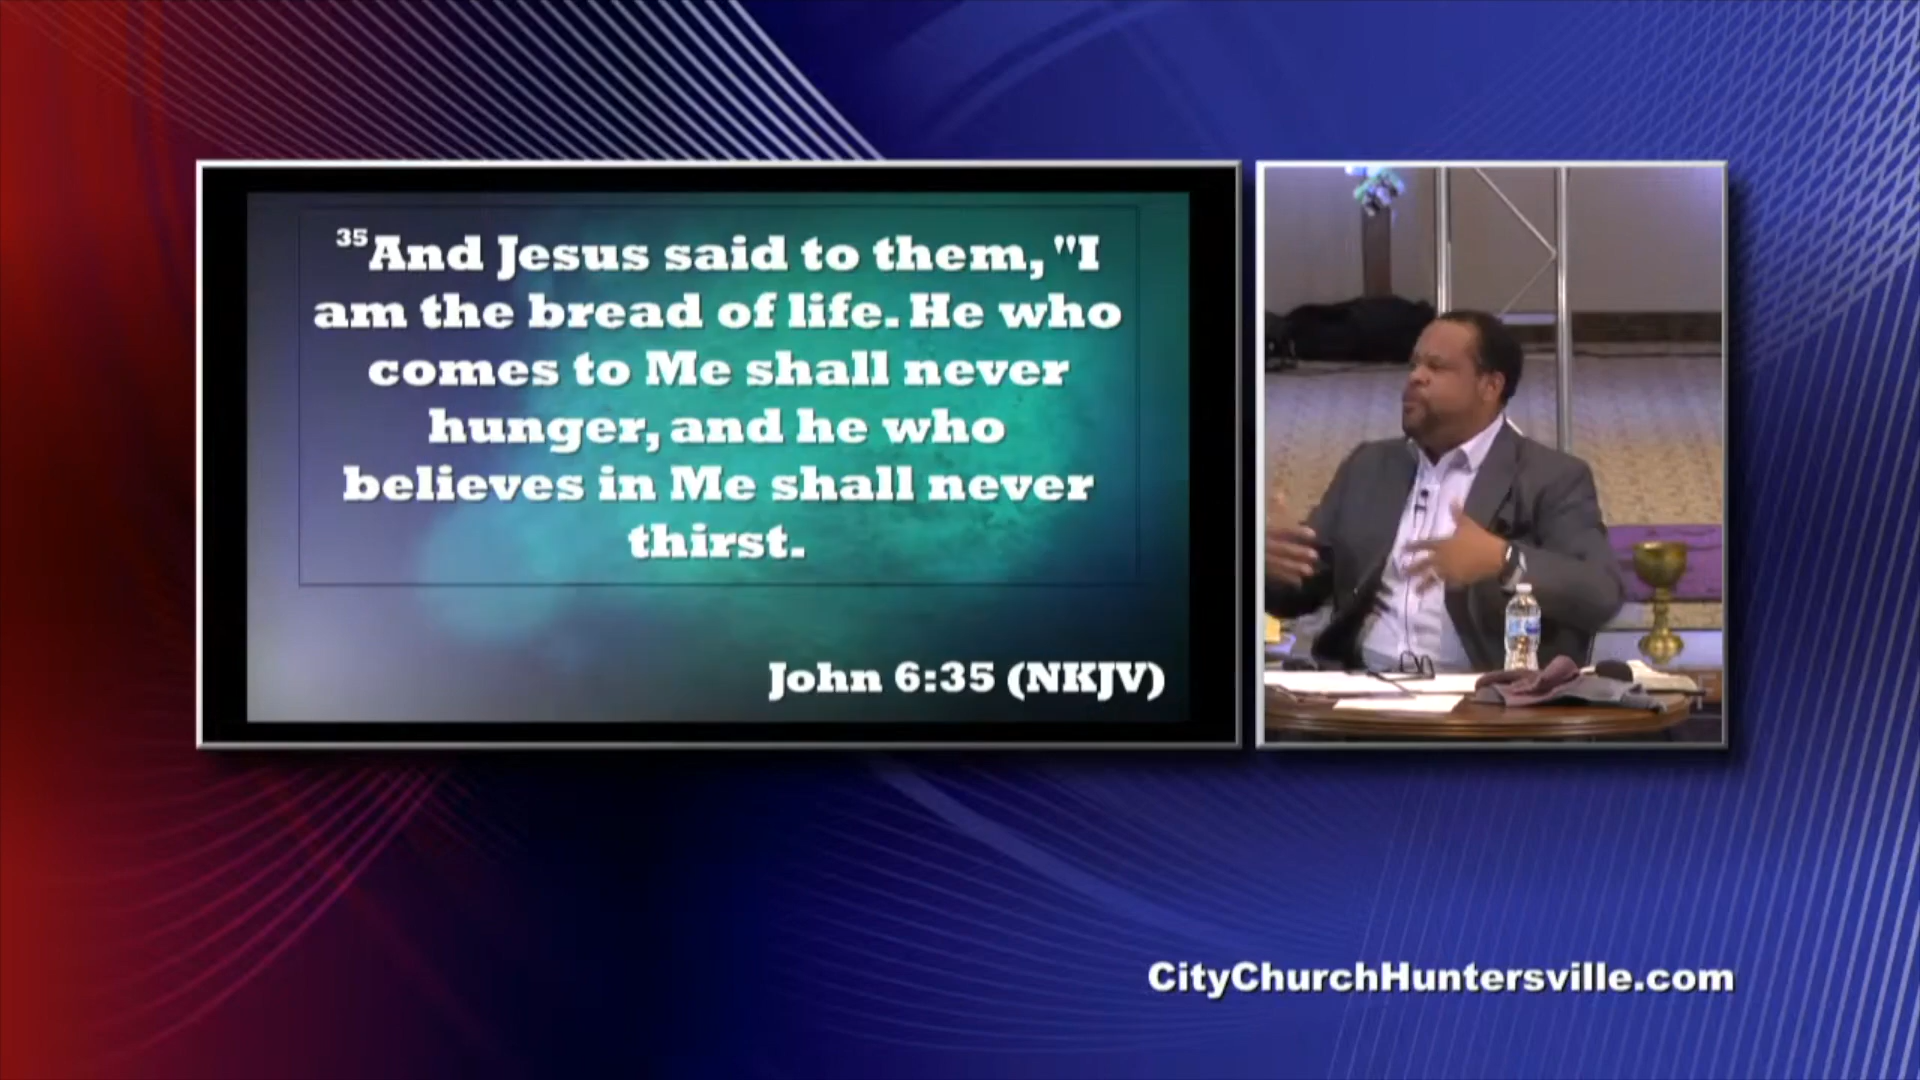 35And Jesus said to them, "I
am the bread of life. He who
comes to Me shall never
hunger, and he who
believes in Me shall never
thirst.
John 6:35 (NKJV)
CityChurchHuntersville.com